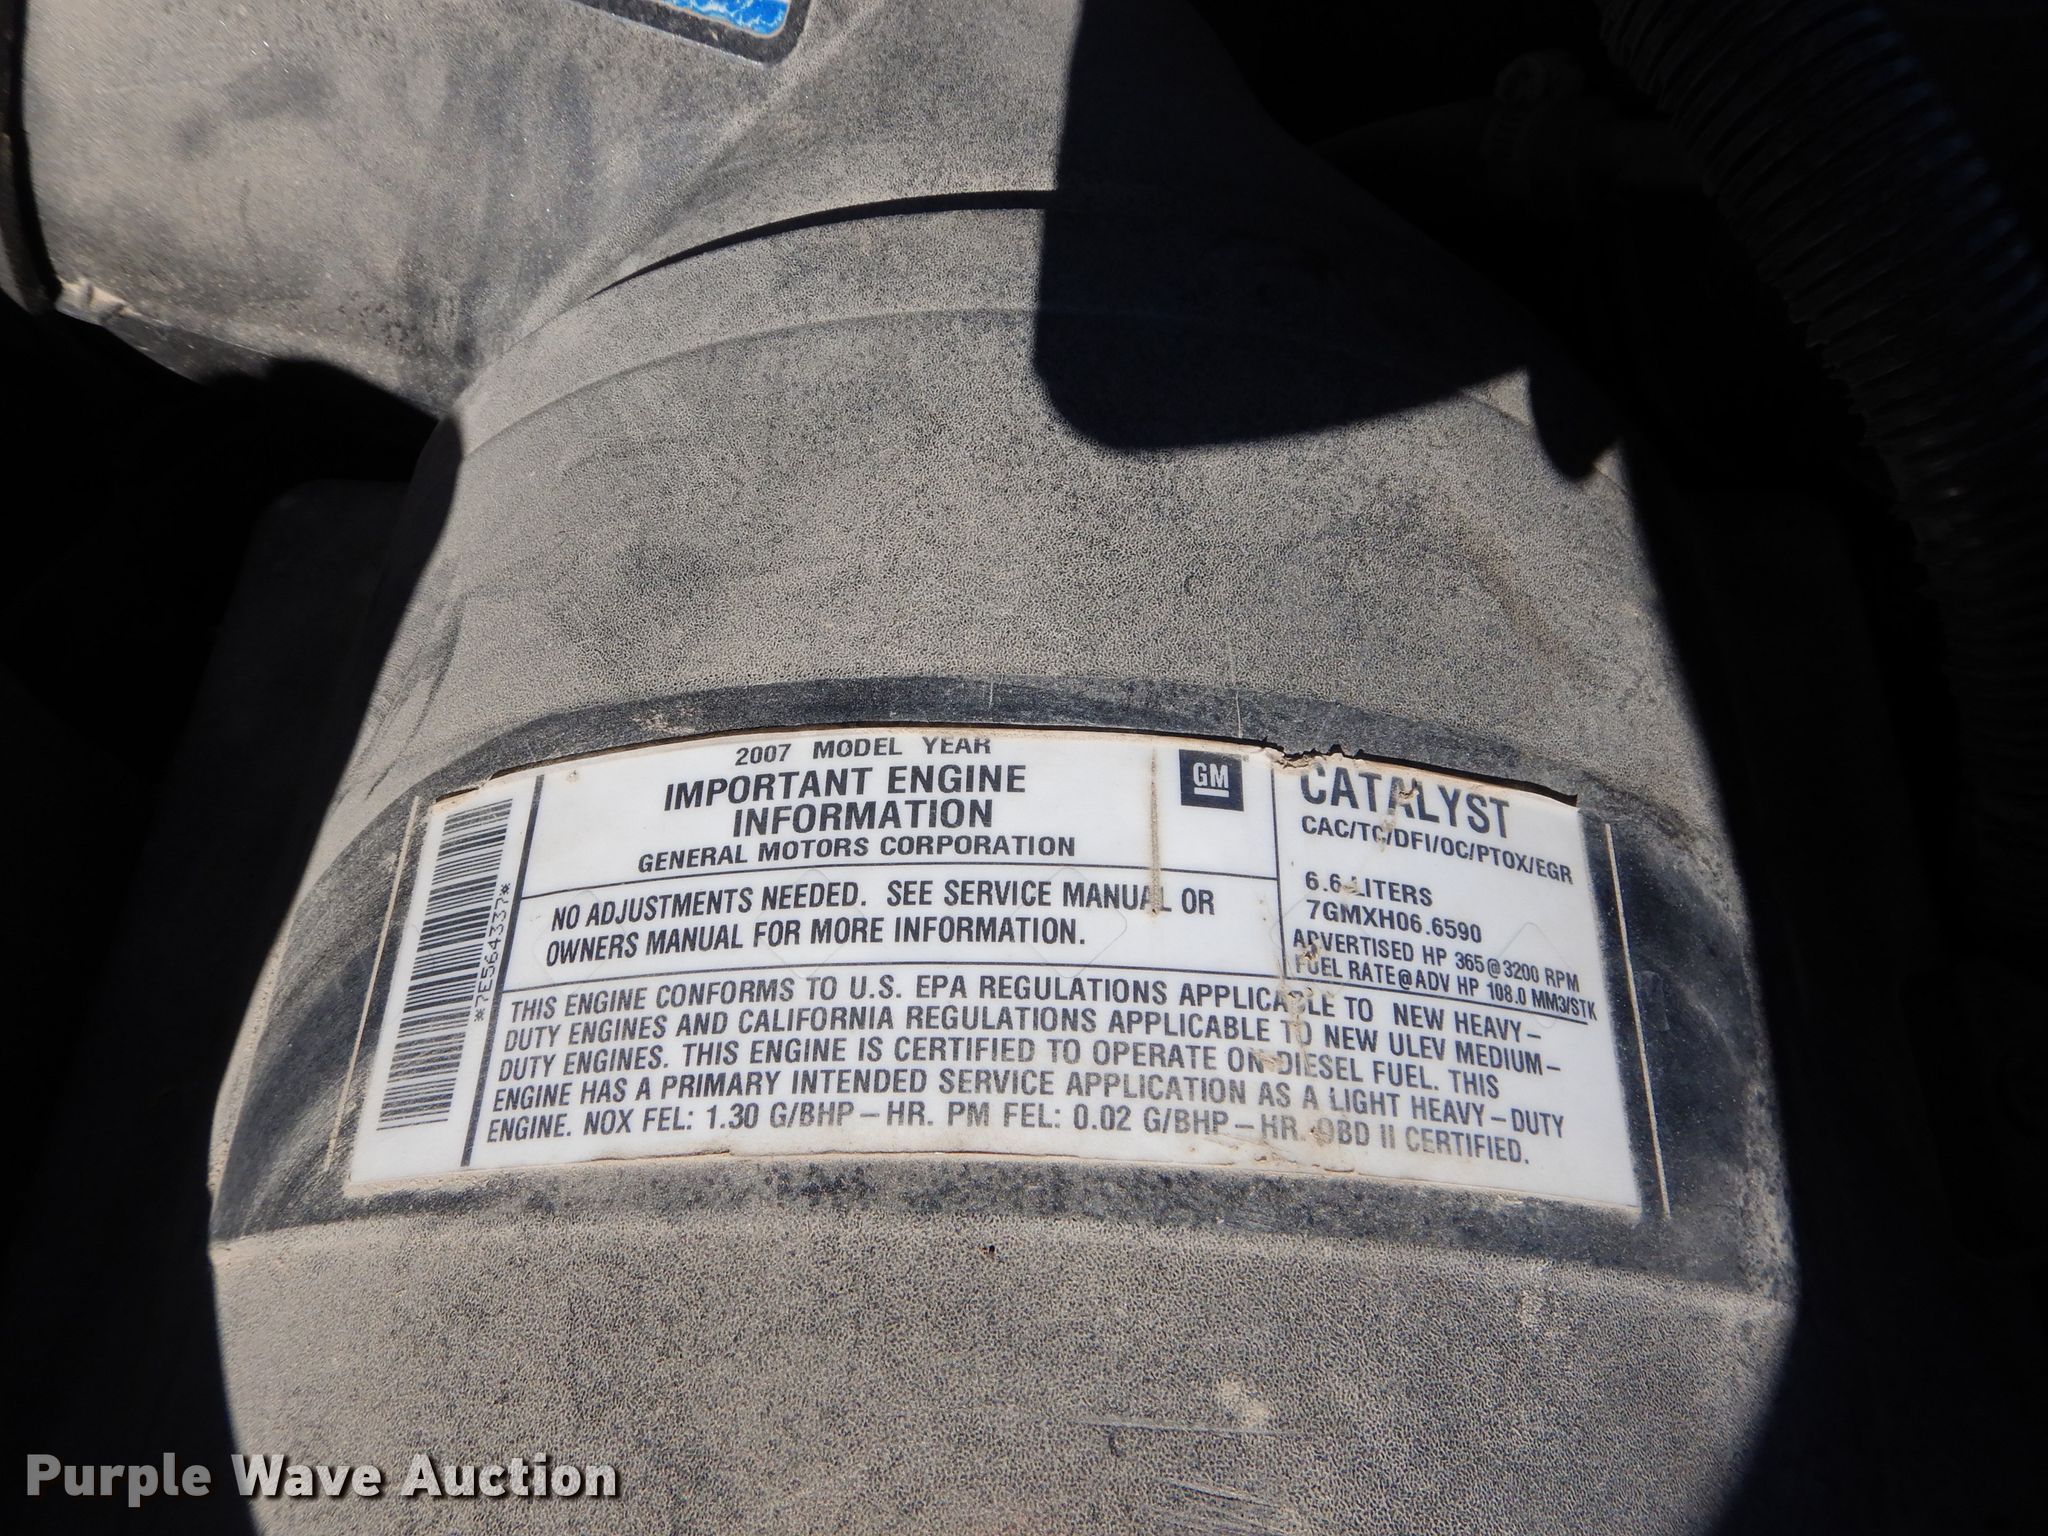 2007 MODEL YEAR
IMPORTANT ENGINE
INFORMATION
GENERAL MOTORS CORPORATION
GM
NO ADJUSTMENTS NEEDED. SEE SERVICE MANUAL OR
OWNERS MANUAL FOR MORE INFORMATION.
CATALYST
CAC/TC/DFI/OC/PTOX/EGR
6.6 LITERS
7GMXH06.6590
ADVERTISED HP 365@3200 RPM
FUEL RATE@ADV HP 108.0 MM3/STK
THIS ENGINE CONFORMS TO U.S. EPA REGULATIONS APPLICABLE TO NEW HEAVY-
DUTY ENGINES AND CALIFORNIA REGULATIONS APPLICABLE TO NEW ULEV MEDIUM-
DUTY ENGINES. THIS ENGINE IS CERTIFIED TO OPERATE ON DIESEL FUEL. THIS
ENGINE HAS A PRIMARY INTENDED SERVICE APPLICATION AS A LIGHT HEAVY-DUTY
ENGINE. NOX FEL: 1.30 G/BHP-HR. PM FEL: 0.02 G/BHP-HR. OBD II CERTIFIED.
*7E564337*
Purple Wave Auction